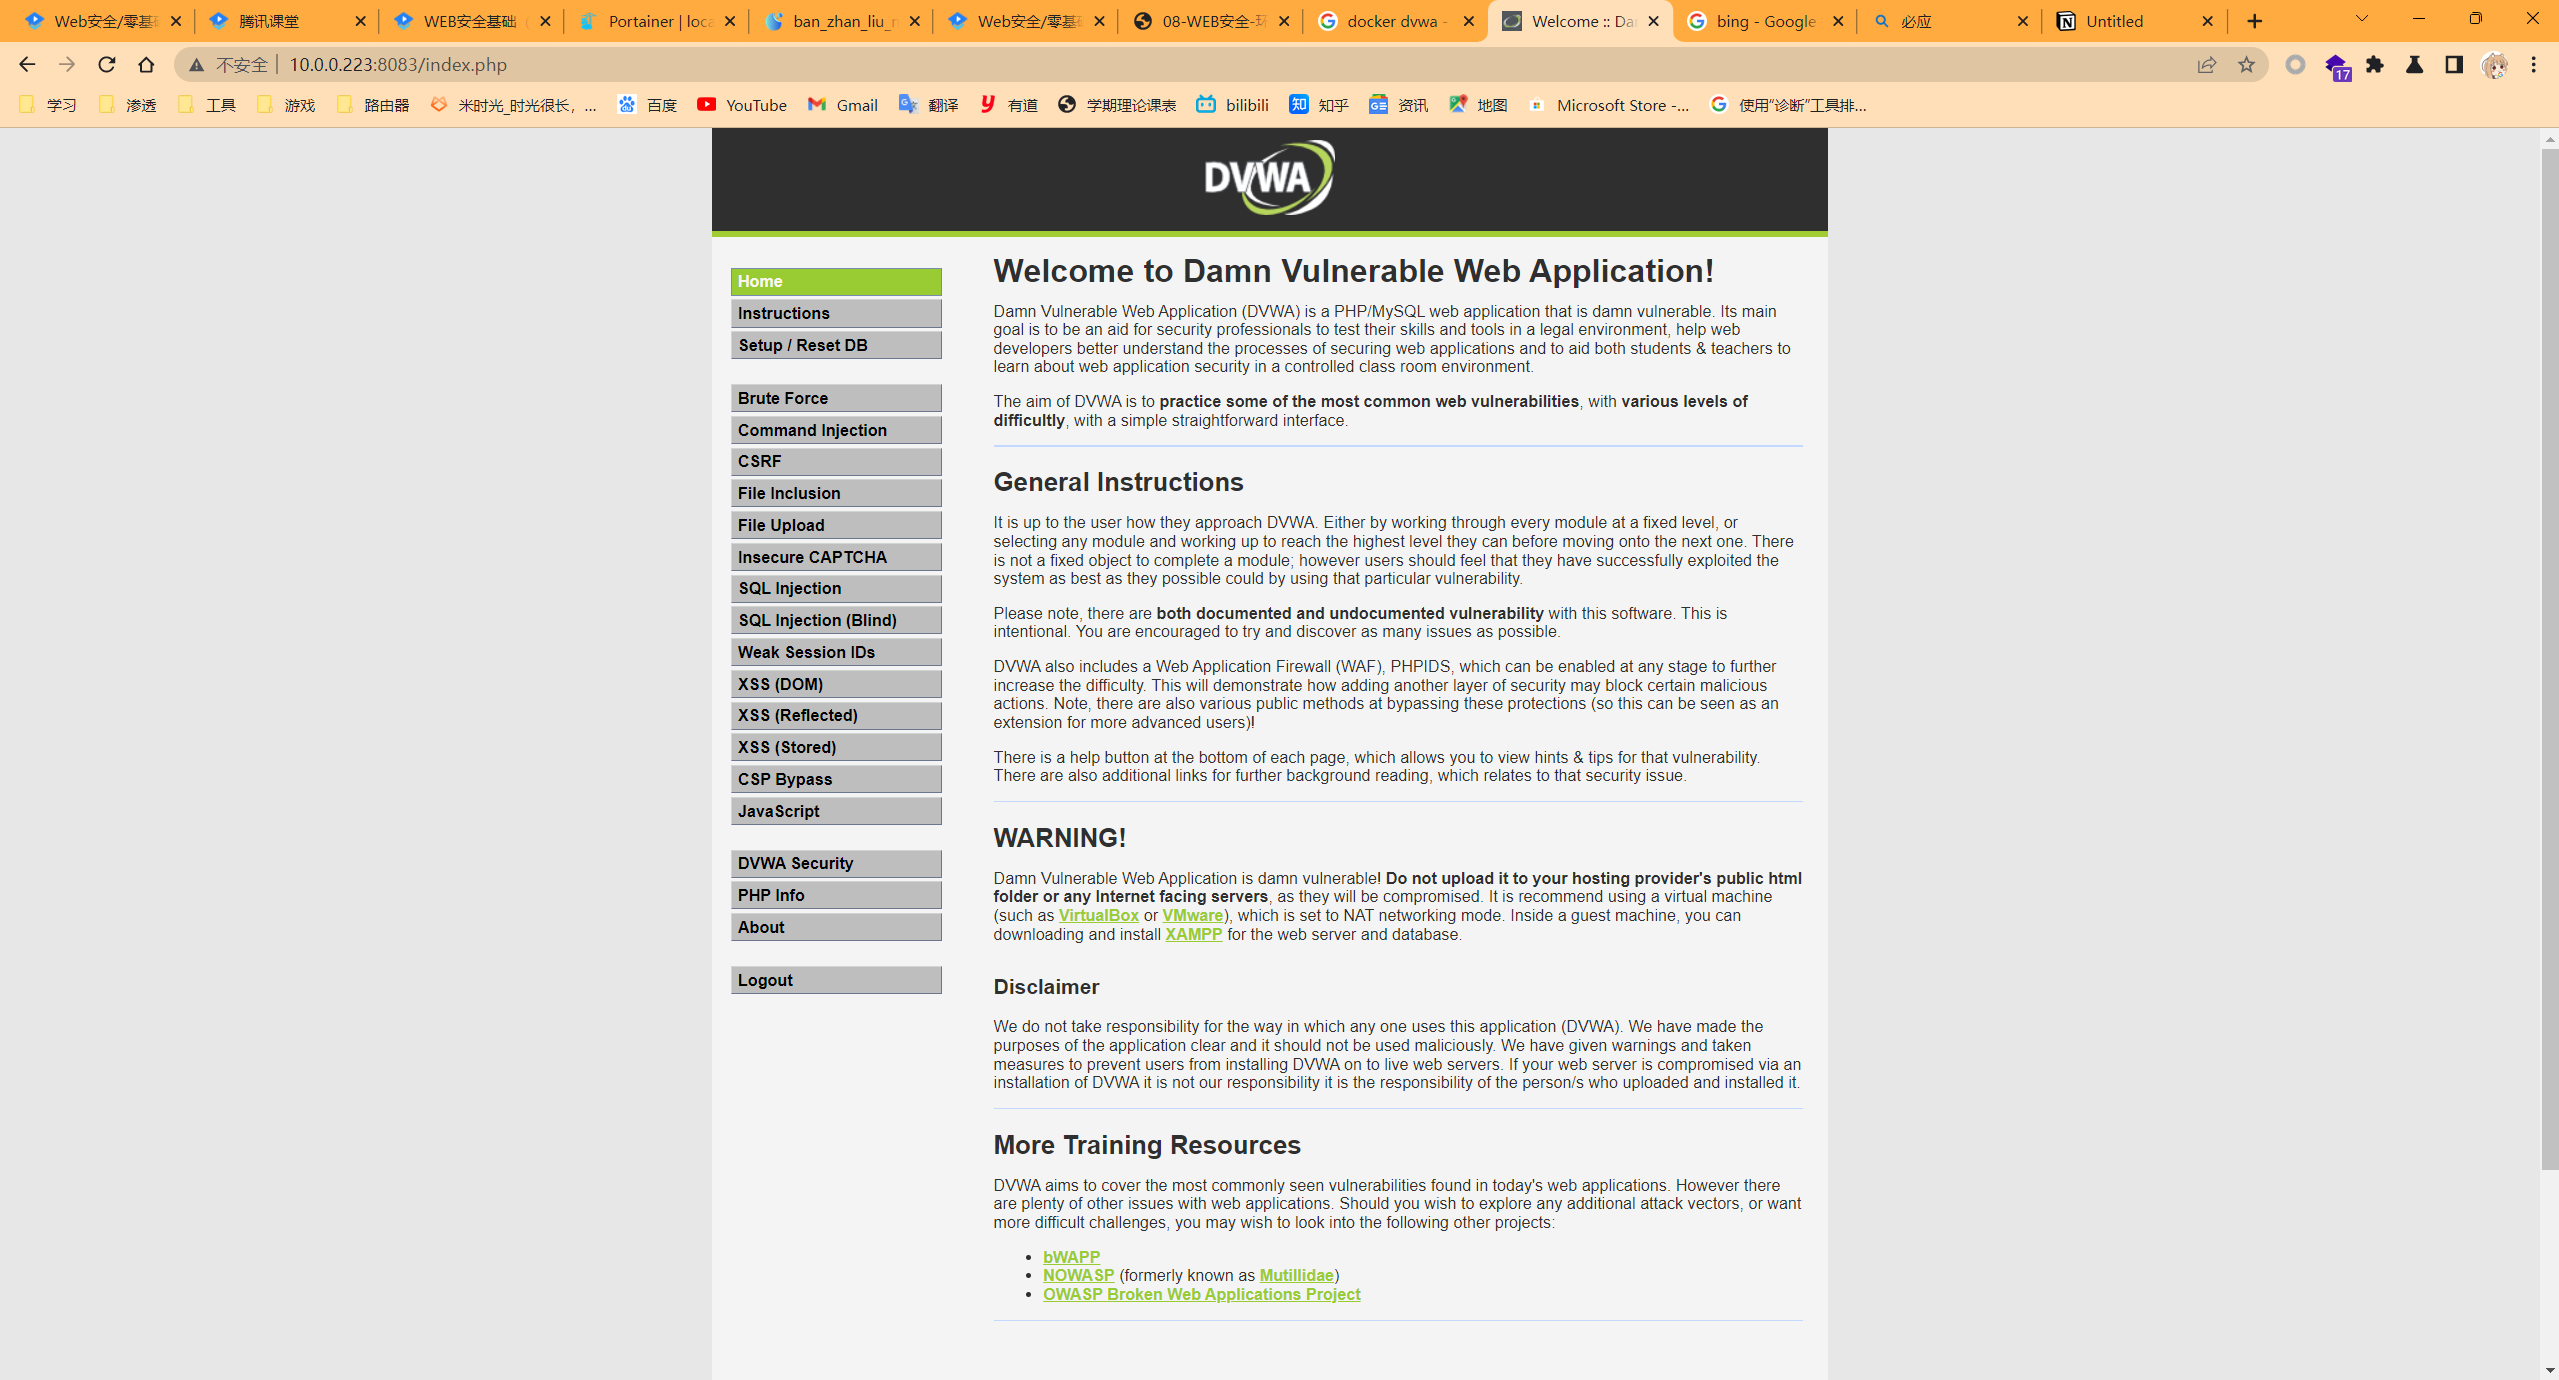 Web安全/零基础
腾讯课堂
WEB安全基础
Portainer | loca
ban_zhan_liu_n
Web安全/零基础
08-WEB安全-环
docker dvwa -
Welcome :: Da
bing - Google
必应
Untitled
不安全 | 10.0.0.223:8083/index.php
17
学习
渗透
工具
游戏
路由器
米时光_时光很长，...
百度
YouTube
Gmail
翻译
有道
学期理论课表
bilibili
知乎
资讯
地图
Microsoft Store -...
使用“诊断”工具排...
DVWA
Home
Instructions
Setup / Reset DB
Brute Force
Command Injection
CSRF
File Inclusion
File Upload
Insecure CAPTCHA
SQL Injection
SQL Injection (Blind)
Weak Session IDs
XSS (DOM)
XSS (Reflected)
XSS (Stored)
CSP Bypass
JavaScript
DVWA Security
PHP Info
About
Logout
Welcome to Damn Vulnerable Web Application!
Damn Vulnerable Web Application (DVWA) is a PHP/MySQL web application that is damn vulnerable. Its main
goal is to be an aid for security professionals to test their skills and tools in a legal environment, help web
developers better understand the processes of securing web applications and to aid both students & teachers to
learn about web application security in a controlled class room environment.
The aim of DVWA is to practice some of the most common web vulnerabilities, with various levels of
difficultly, with a simple straightforward interface.
General Instructions
It is up to the user how they approach DVWA. Either by working through every module at a fixed level, or
selecting any module and working up to reach the highest level they can before moving onto the next one. There
is not a fixed object to complete a module; however users should feel that they have successfully exploited the
system as best as they possible could by using that particular vulnerability.
Please note, there are both documented and undocumented vulnerability with this software. This is
intentional. You are encouraged to try and discover as many issues as possible.
DVWA also includes a Web Application Firewall (WAF), PHPIDS, which can be enabled at any stage to further
increase the difficulty. This will demonstrate how adding another layer of security may block certain malicious
actions. Note, there are also various public methods at bypassing these protections (so this can be seen as an
extension for more advanced users)!
There is a help button at the bottom of each page, which allows you to view hints & tips for that vulnerability.
There are also additional links for further background reading, which relates to that security issue.
WARNING!
Damn Vulnerable Web Application is damn vulnerable! Do not upload it to your hosting provider's public html
folder or any Internet facing servers, as they will be compromised. It is recommend using a virtual machine
(such as VirtualBox or VMware), which is set to NAT networking mode. Inside a guest machine, you can
downloading and install XAMPP for the web server and database.
Disclaimer
We do not take responsibility for the way in which any one uses this application (DVWA). We have made the
purposes of the application clear and it should not be used maliciously. We have given warnings and taken
measures to prevent users from installing DVWA on to live web servers. If your web server is compromised via an
installation of DVWA it is not our responsibility it is the responsibility of the person/s who uploaded and installed it.
More Training Resources
DVWA aims to cover the most commonly seen vulnerabilities found in today's web applications. However there
are plenty of other issues with web applications. Should you wish to explore any additional attack vectors, or want
more difficult challenges, you may wish to look into the following other projects:
• bWAPP
• NOWASP (formerly known as Mutillidae)
• OWASP Broken Web Applications Project